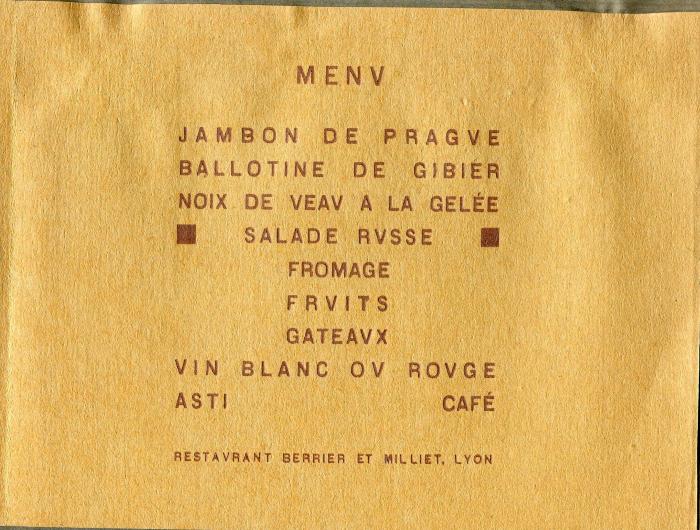 MENV
JAMBON DE PRAGVE
BALLOTINE DE GIBIER
NOIX DE VEAV A LA GELÉE
SALADE RVSSE
FROMAGE
FRVITS
GATEAVX
VIN BLANC OV ROVGE
ASTI CAFÉ
RESTAVRANT BERRIER ET MILLIET, LYON